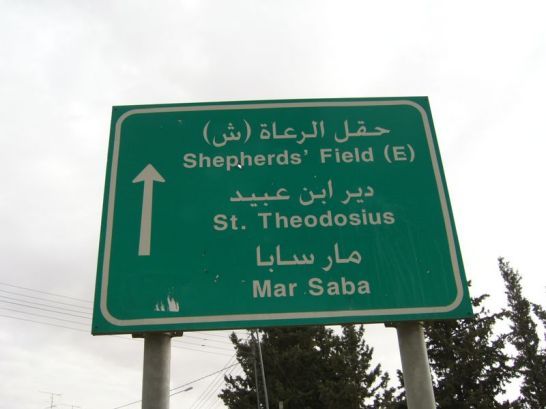 حقل الرعاة (ش)
Shepherds' Field (E)
دير ابن عبيد
St. Theodosius
مار سابا
Mar Saba